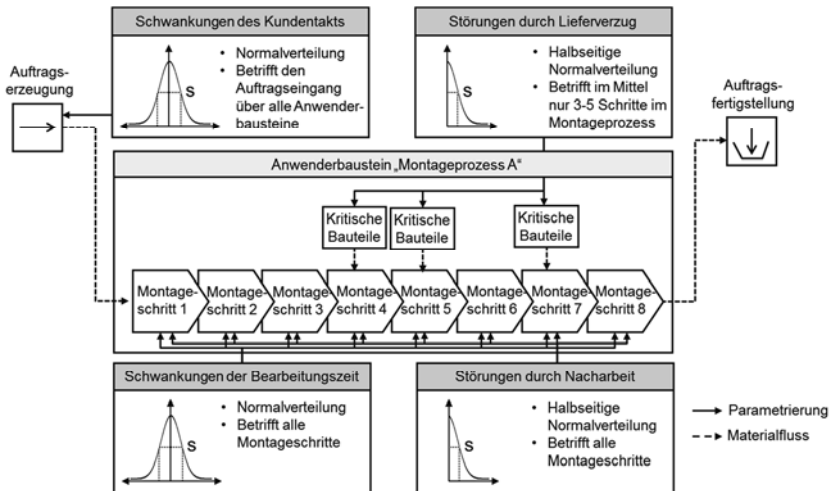 Schwankungen des Kundentakts
S
• Normalverteilung
• Betrifft den
Auftragseingang
über alle Anwender-
bausteine
Störungen durch Lieferverzug
S
• Halbseitige
Normalverteilung
• Betrifft im Mittel
nur 3-5 Schritte im
Montageprozess
Auftrags-
erzeugung
Auftrags-
fertigstellung
Anwenderbaustein „Montageprozess A“
Kritische
Bauteile
Kritische
Bauteile
Kritische
Bauteile
Montage-
schritt 1
Montage-
schritt 2
Montage-
schritt 3
Montage-
schritt 4
Montage-
schritt 5
Montage-
schritt 6
Montage-
schritt 7
Montage-
schritt 8
Schwankungen der Bearbeitungszeit
S
• Normalverteilung
• Betrifft alle
Montageschritte
Störungen durch Nacharbeit
S
• Halbseitige
Normalverteilung
• Betrifft alle
Montageschritte
Parametrierung
Materialfluss